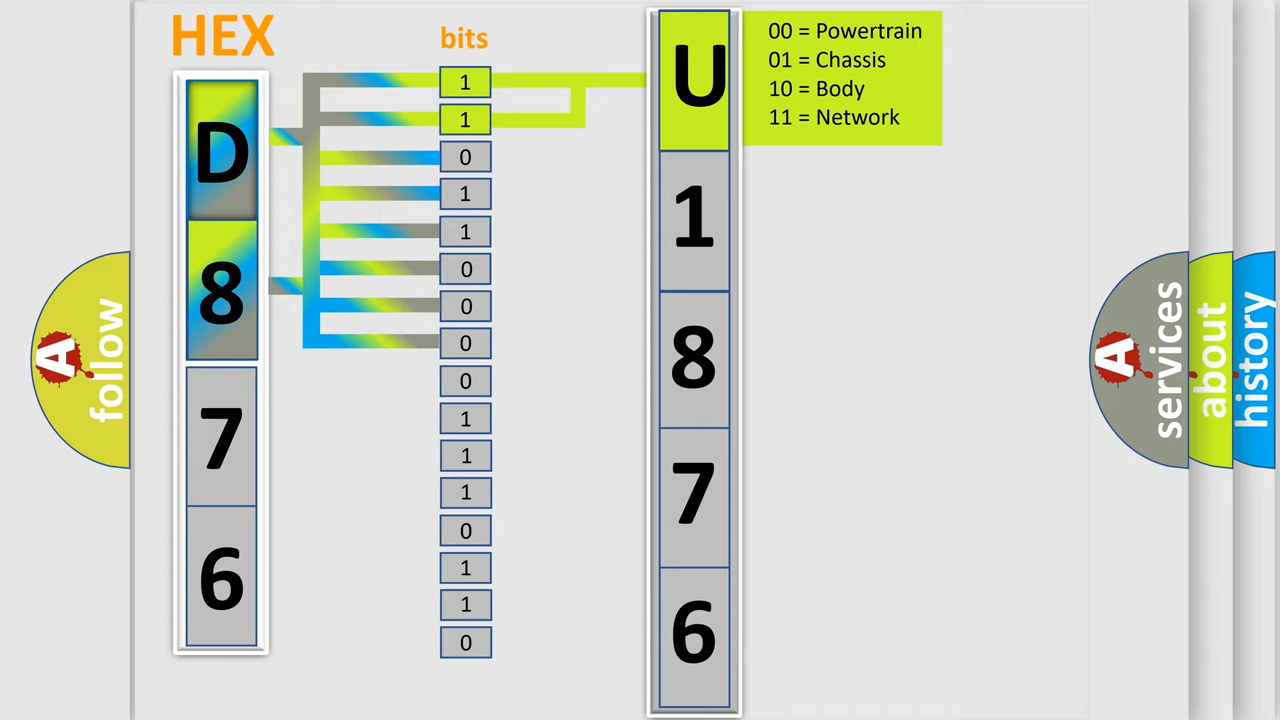 HEX
bits
D
8
7
6
1
1
0
1
1
0
0
0
0
1
1
1
0
1
1
0
U
1
8
7
6
00 = Powertrain
01 = Chassis
10 = Body
11 = Network
A
follow
A
services
about
history